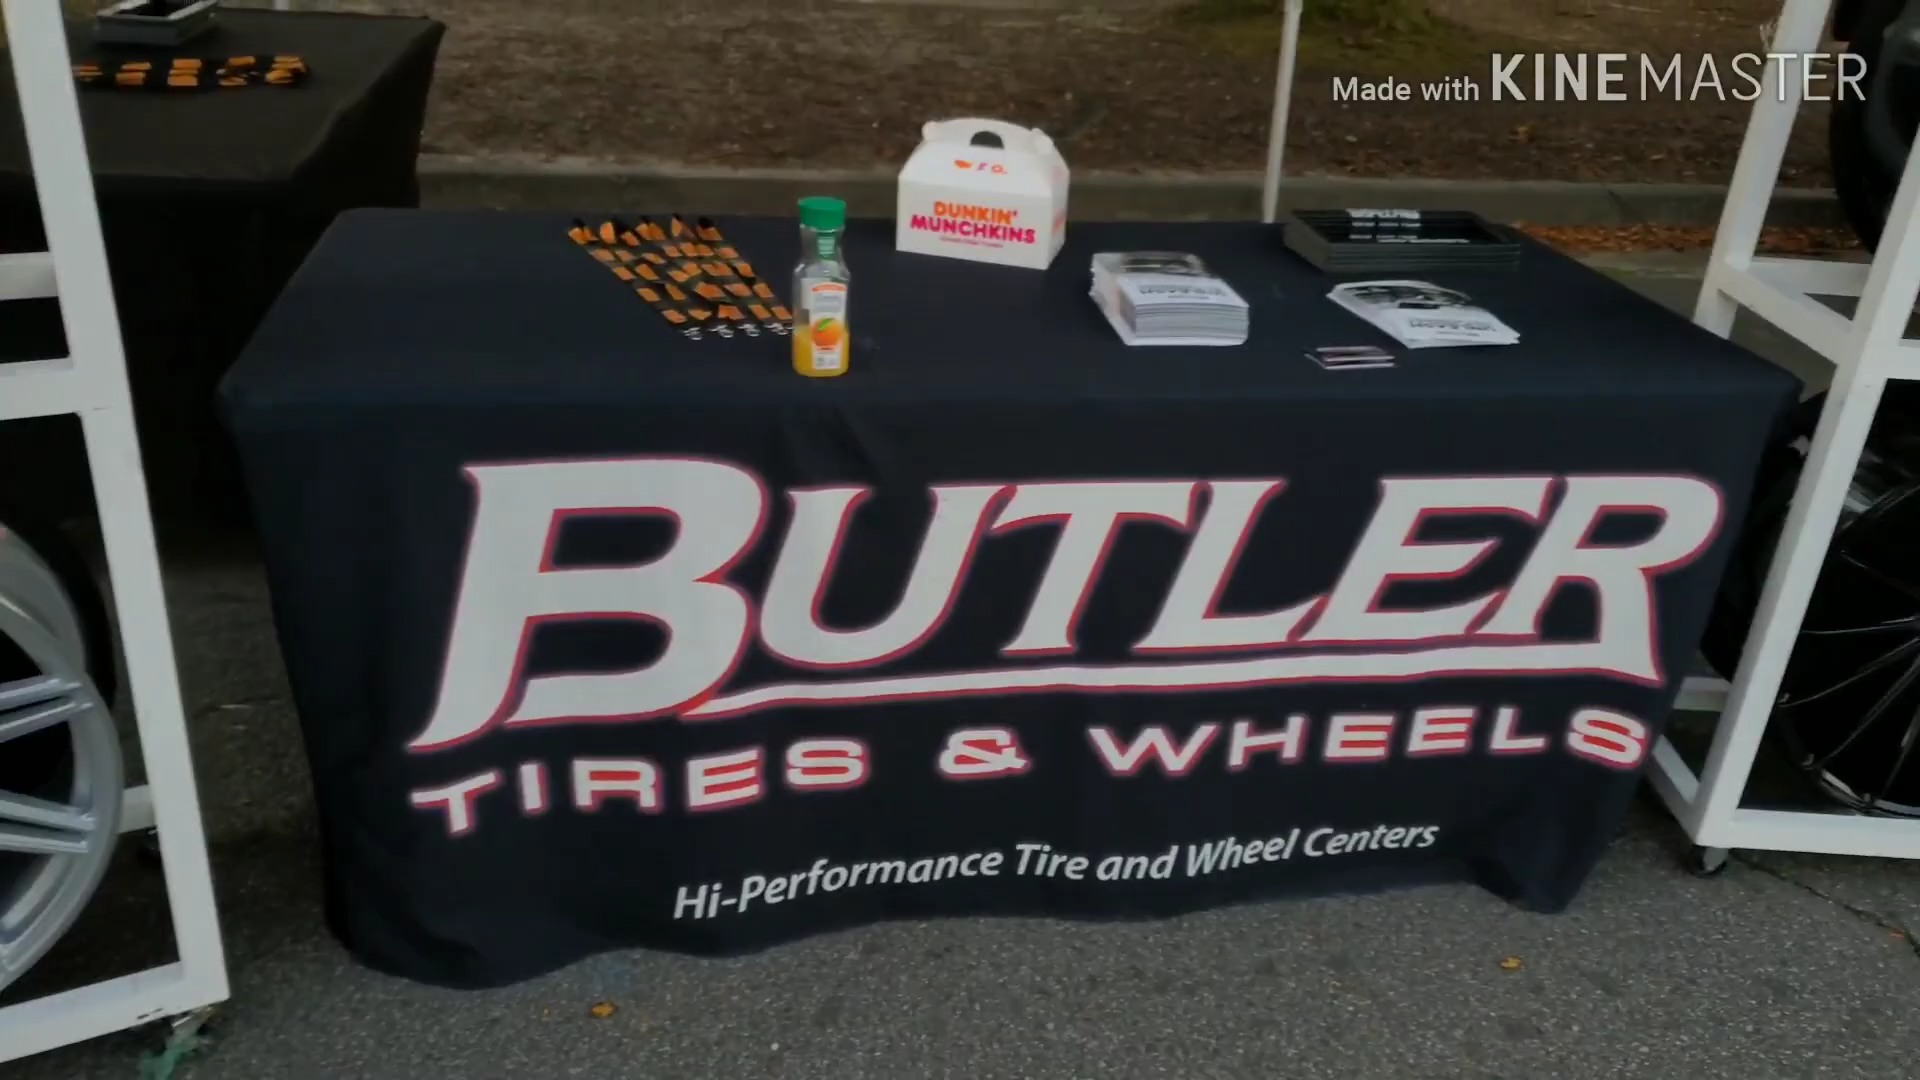 Made with KINEMASTER
DUNKIN'
MUNCHKINS
BUTLER
TIRES & WHEELS
Hi-Performance Tire and Wheel Centers